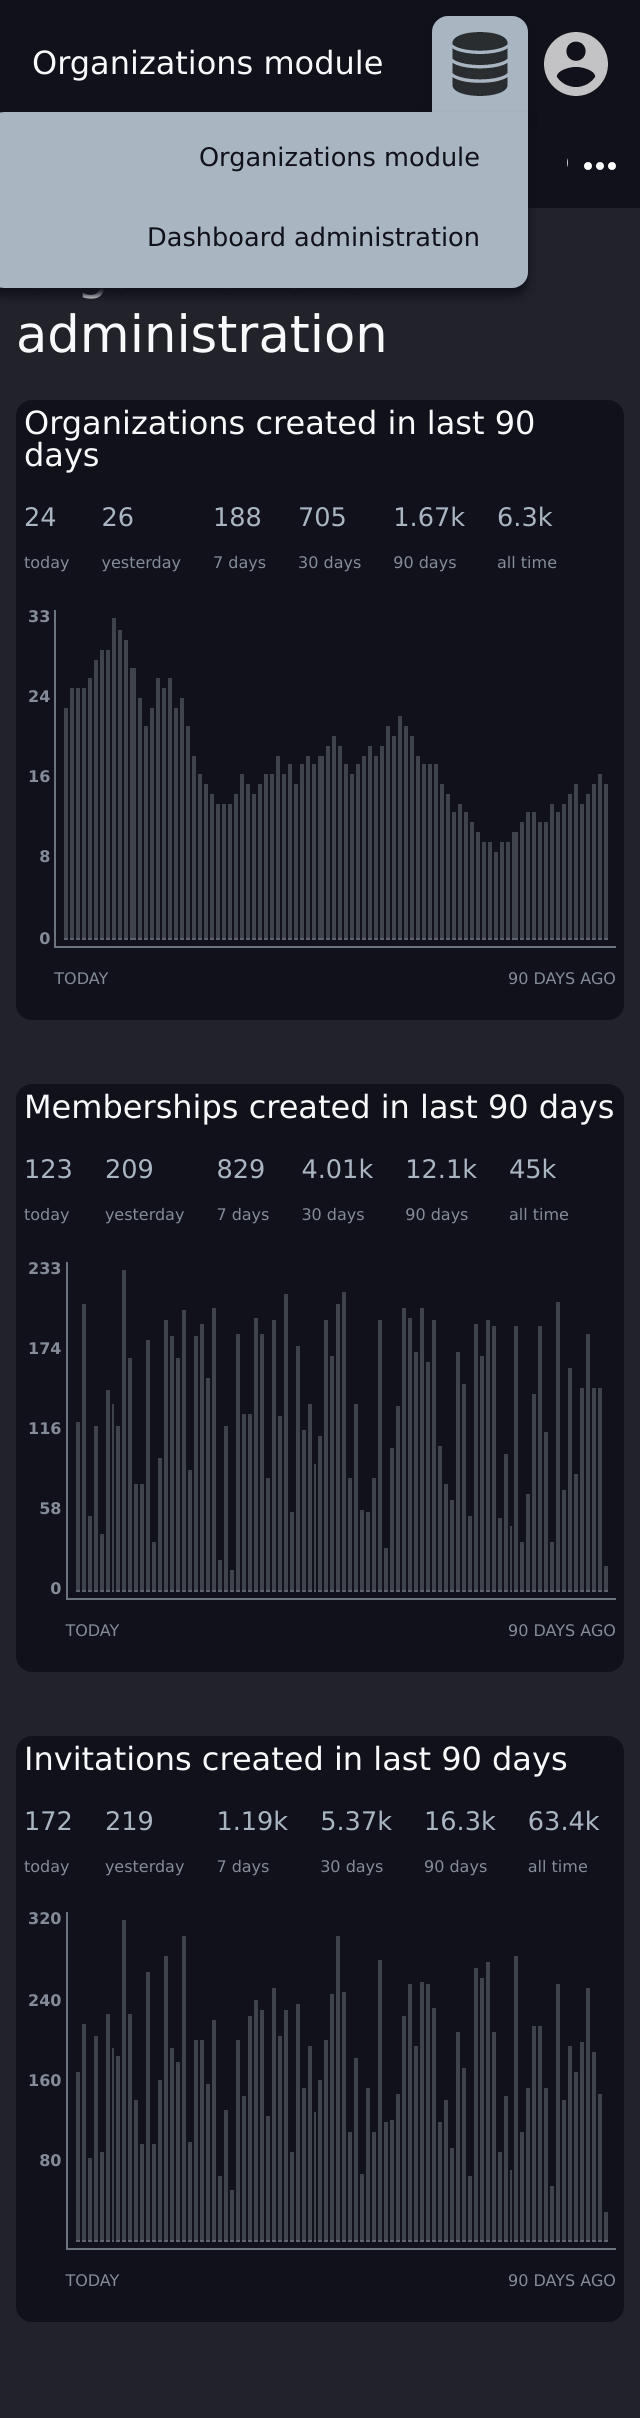 Organizations module
Organizations module
Dashboard administration
administration
Organizations created in last 90
days
24 26 188 705 1.67k 6.3k
today yesterday 7 days 30 days 90 days all time
33
24
16
8
0
TODAY 90 DAYS AGO
Memberships created in last 90 days
123 209 829 4.01k 12.1k 45k
today yesterday 7 days 30 days 90 days all time
233
174
116
58
0
TODAY 90 DAYS AGO
Invitations created in last 90 days
172 219 1.19k 5.37k 16.3k 63.4k
today yesterday 7 days 30 days 90 days all time
320
240
160
80
TODAY 90 DAYS AGO